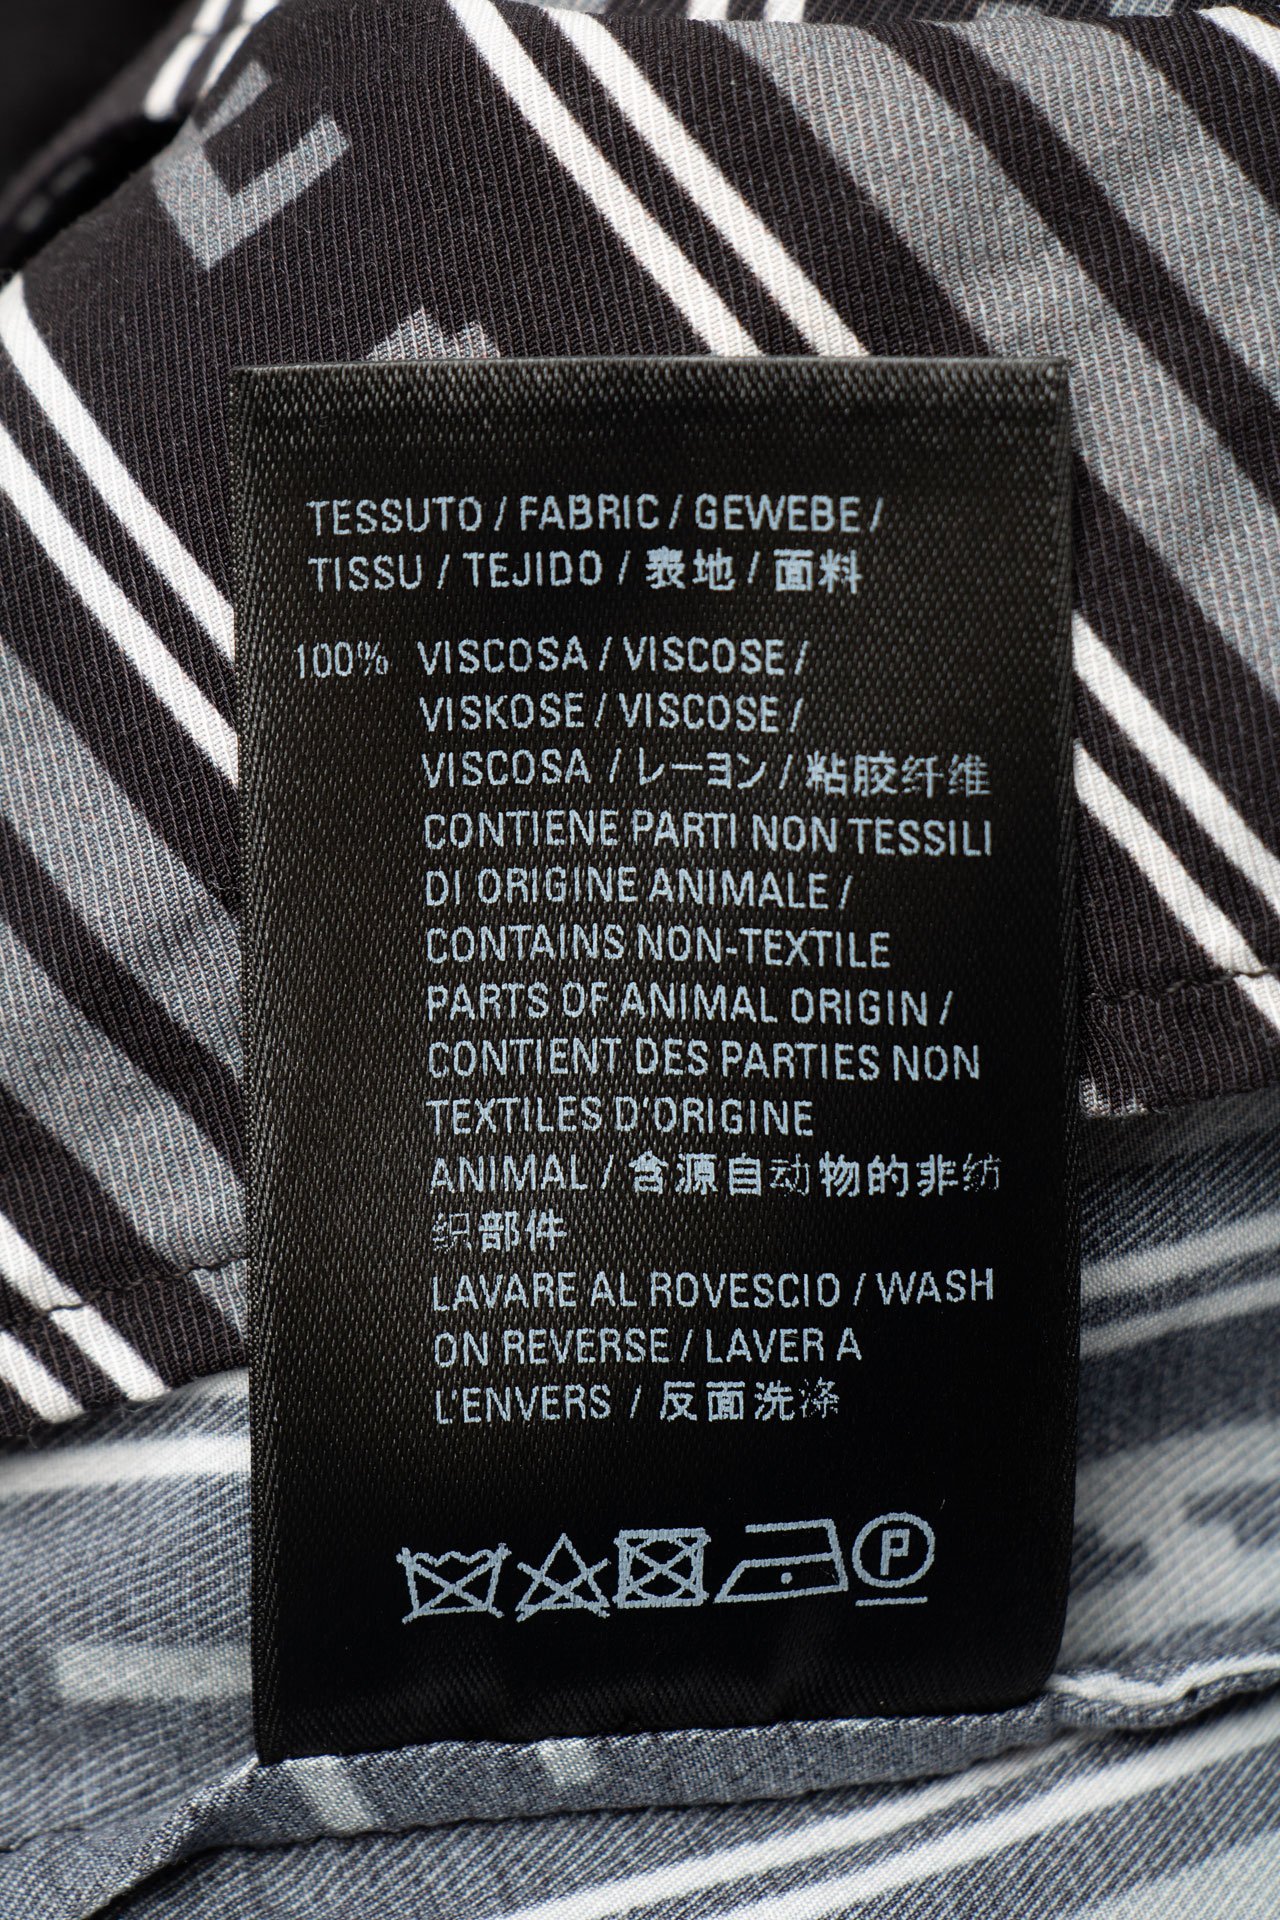 TESSUTO / FABRIC / GEWEBE /
TISSU / TEJIDO / 表地 / 面料
100% VISCOSA / VISCOSE /
VISKOSE / VISCOSE /
VISCOSA / レーヨン / 粘胶纤维
CONTIENE PARTI NON TESSILI
DI ORIGINE ANIMALE /
CONTAINS NON-TEXTILE
PARTS OF ANIMAL ORIGIN /
CONTIENT DES PARTIES NON
TEXTILES D'ORIGINE
ANIMAL / 含源自动物的非纺
织部件
LAVARE AL ROVESCIO / WASH
ON REVERSE / LAVER A
L'ENVERS / 反面洗涤
P